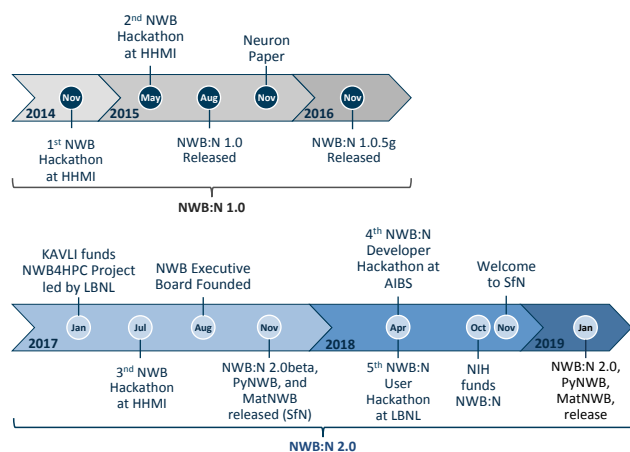 2nd NWB
Hackathon
at HHMI
Neuron
Paper
Nov
May
Aug
Nov
Nov
2014
2015
2016
1st NWB
Hackathon
at HHMI
NWB:N 1.0
Released
NWB:N 1.0.5g
Released
NWB:N 1.0
KAVLI funds
NWB4HPC Project
led by LBNL
NWB Executive
Board Founded
4th NWB:N
Developer
Hackathon at
AIBS
Welcome
to SfN
Jan
Jul
Aug
Nov
Apr
Oct
Nov
Jan
2017
2018
2019
3nd NWB
Hackathon
at HHMI
NWB:N 2.0beta,
PyNWB, and
MatNWB
released (SfN)
5th NWB:N
User
Hackathon
at LBNL
NIH
funds
NWB:N
NWB:N 2.0,
PyNWB,
MatNWB,
release
NWB:N 2.0